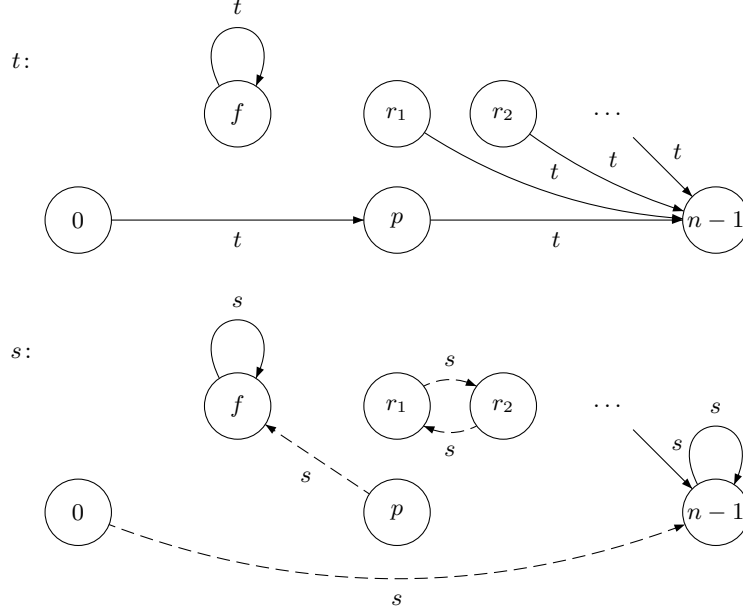 t
t:
f r₁ r₂ ···
t t t
0 p n − 1
t t
s
s:
s
f r₁ r₂ ··· s
s s
s
0 p n − 1
s